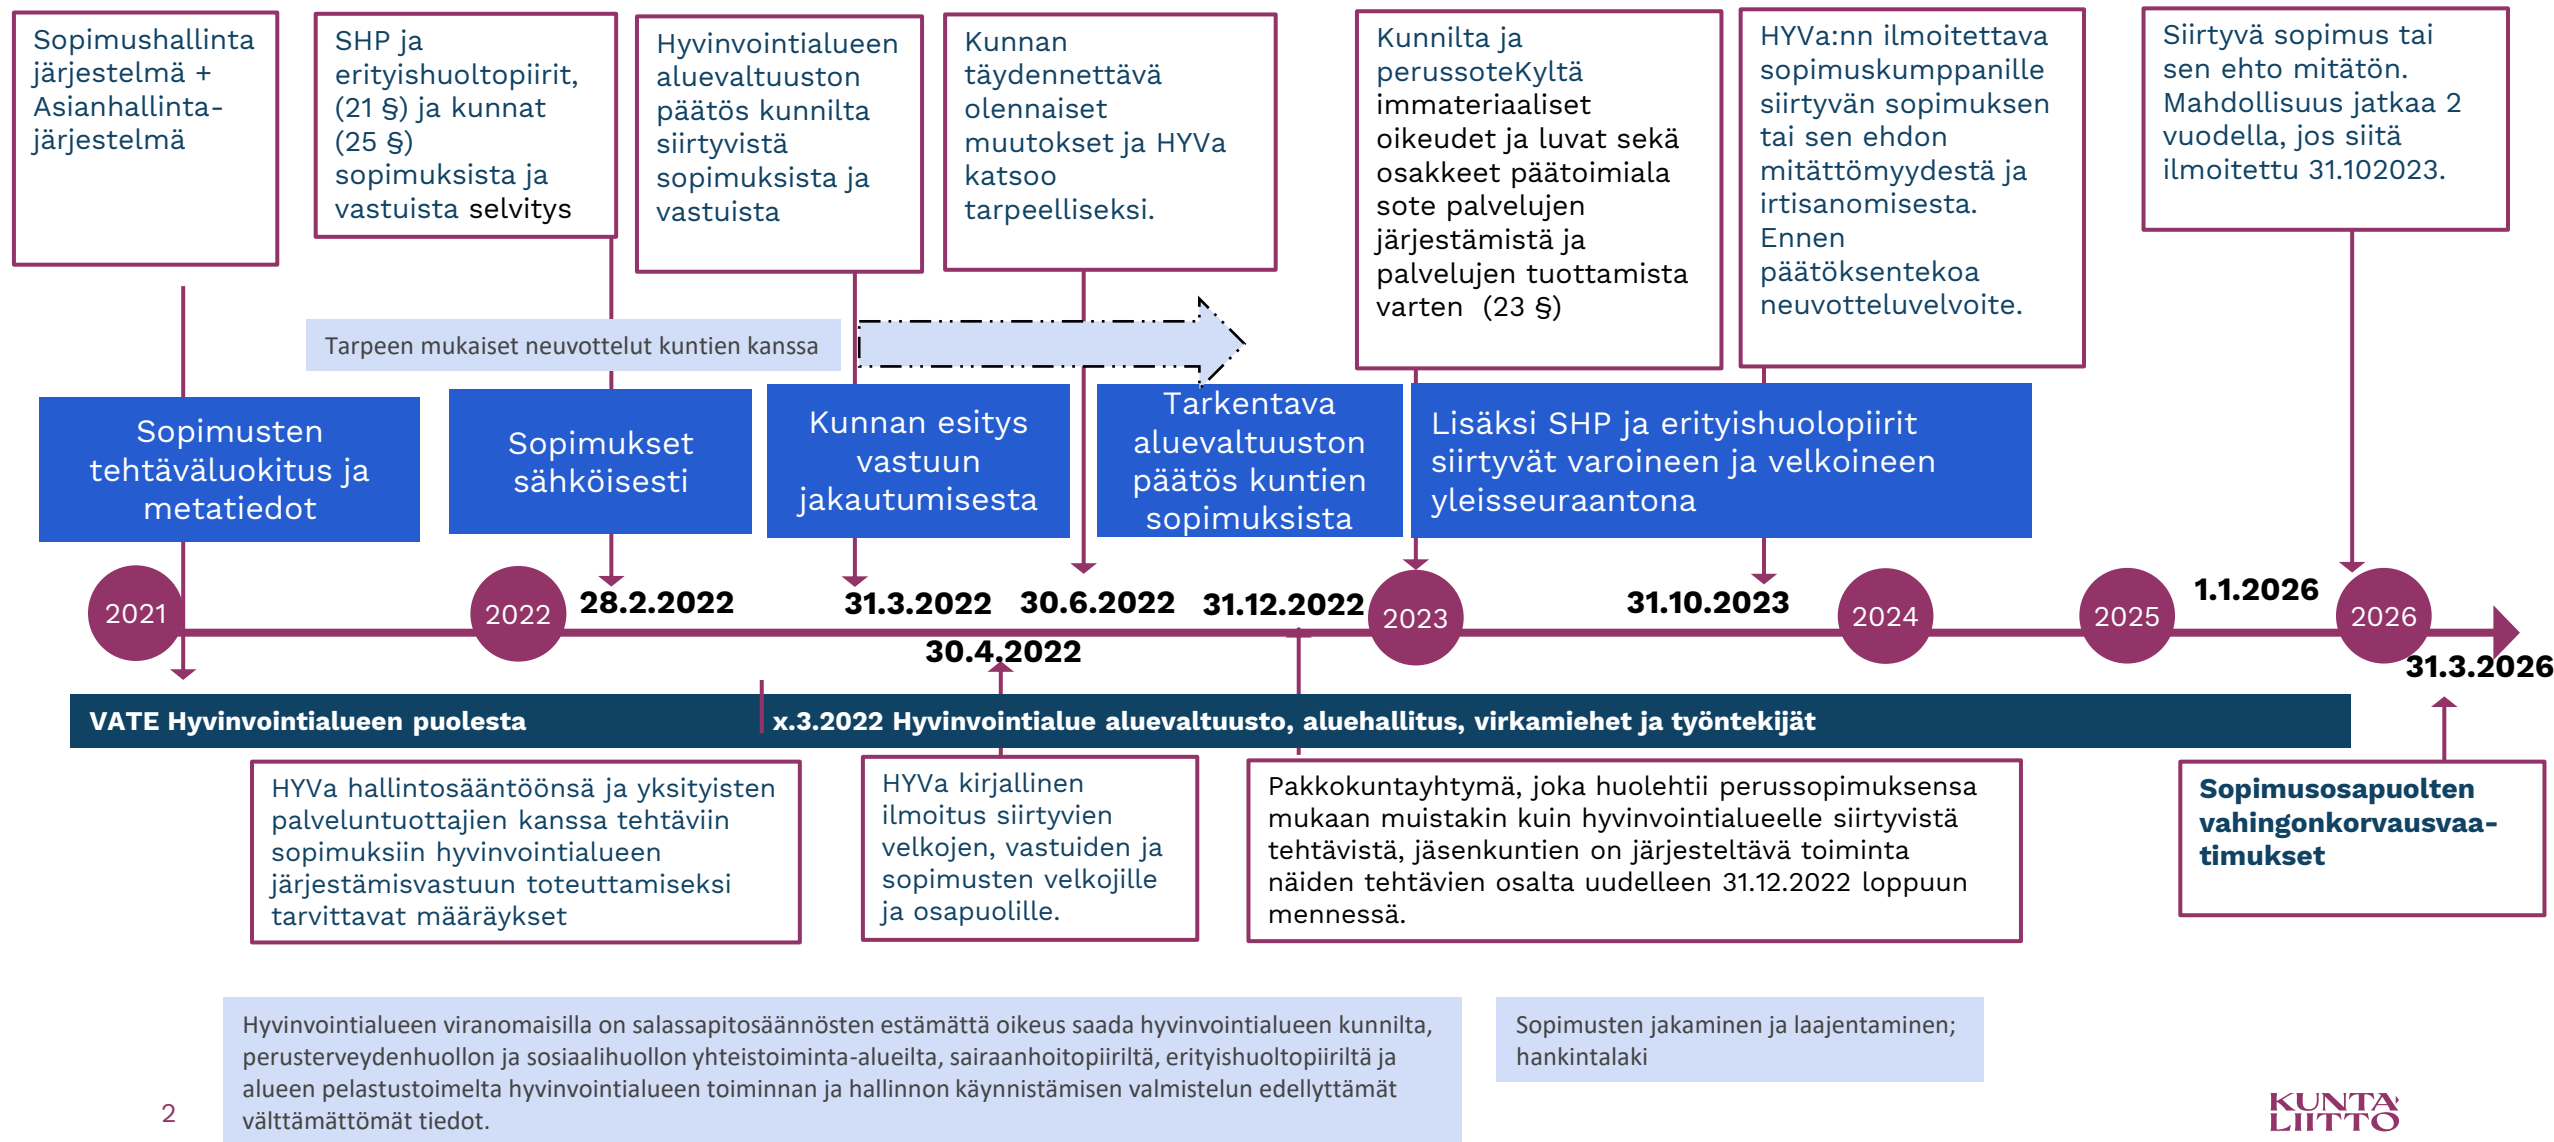 Sopimushallinta
järjestelmä +
Asianhallinta-
järjestelmä
SHP ja
erityishuoltopiirit,
(21 §) ja kunnat
(25 §)
sopimuksista ja
vastuista selvitys
Hyvinvointialueen
aluevaltuuston
päätös kunnilta
siirtyvistä
sopimuksista ja
vastuista
Kunnan
täydennettävä
olennaiset
muutokset ja HYVa
katsoo
tarpeelliseksi.
Kunnilta ja
perussoteKyltä
immateriaaliset
oikeudet ja luvat sekä
osakkeet päätoimiala
sote palvelujen
järjestämistä ja
palvelujen tuottamista
varten (23 §)
HYVa:nn ilmoitettava
sopimuskumppanille
siirtyvän sopimuksen
tai sen ehdon
mitättömyydestä ja
irtisanomisesta.
Ennen
päätöksentekoa
neuvotteluvelvoite.
Siirtyvä sopimus tai
sen ehto mitätön.
Mahdollisuus jatkaa 2
vuodella, jos siitä
ilmoitettu 31.102023.
Tarpeen mukaiset neuvottelut kuntien kanssa
Sopimusten
tehtäväluokitus ja
metatiedot
Sopimukset
sähköisesti
Kunnan esitys
vastuun
jakautumisesta
Tarkentava
aluevaltuuston
päätös kuntien
sopimuksista
Lisäksi SHP ja erityishuolopiirit
siirtyvät varoineen ja velkoineen
yleisseuraantona
2021
2022
28.2.2022
31.3.2022
30.6.2022
31.12.2022
2023
31.10.2023
2024
2025
1.1.2026
2026
30.4.2022
31.3.2026
VATE Hyvinvointialueen puolesta
x.3.2022 Hyvinvointialue aluevaltuusto, aluehallitus, virkamiehet ja työntekijät
HYVa hallintosääntöönsä ja yksityisten
palveluntuottajien kanssa tehtäviin
sopimuksiin hyvinvointialueen
järjestämisvastuun toteuttamiseksi
tarvittavat määräykset
HYVa kirjallinen
ilmoitus siirtyvien
velkojen, vastuiden ja
sopimusten velkojille
ja osapuolille.
Pakkokuntayhtymä, joka huolehtii perussopimuksensa
mukaan muistakin kuin hyvinvointialueelle siirtyvistä
tehtävistä, jäsenkuntien on järjesteltävä toiminta
näiden tehtävien osalta uudelleen 31.12.2022 loppuun
mennessä.
Sopimusosapuolten
vahingonkorvausvaa-
timukset
Hyvinvointialueen viranomaisilla on salassapitosäännösten estämättä oikeus saada hyvinvointialueen kunnilta,
perusterveydenhuollon ja sosiaalihuollon yhteistoiminta-alueilta, sairaanhoitopiiriltä, erityishuoltopiiriltä ja
alueen pelastustoimelta hyvinvointialueen toiminnan ja hallinnon käynnistämisen valmistelun edellyttämät
välttämättömät tiedot.
Sopimusten jakaminen ja laajentaminen;
hankintalaki
2
KUNTA
LIITTO